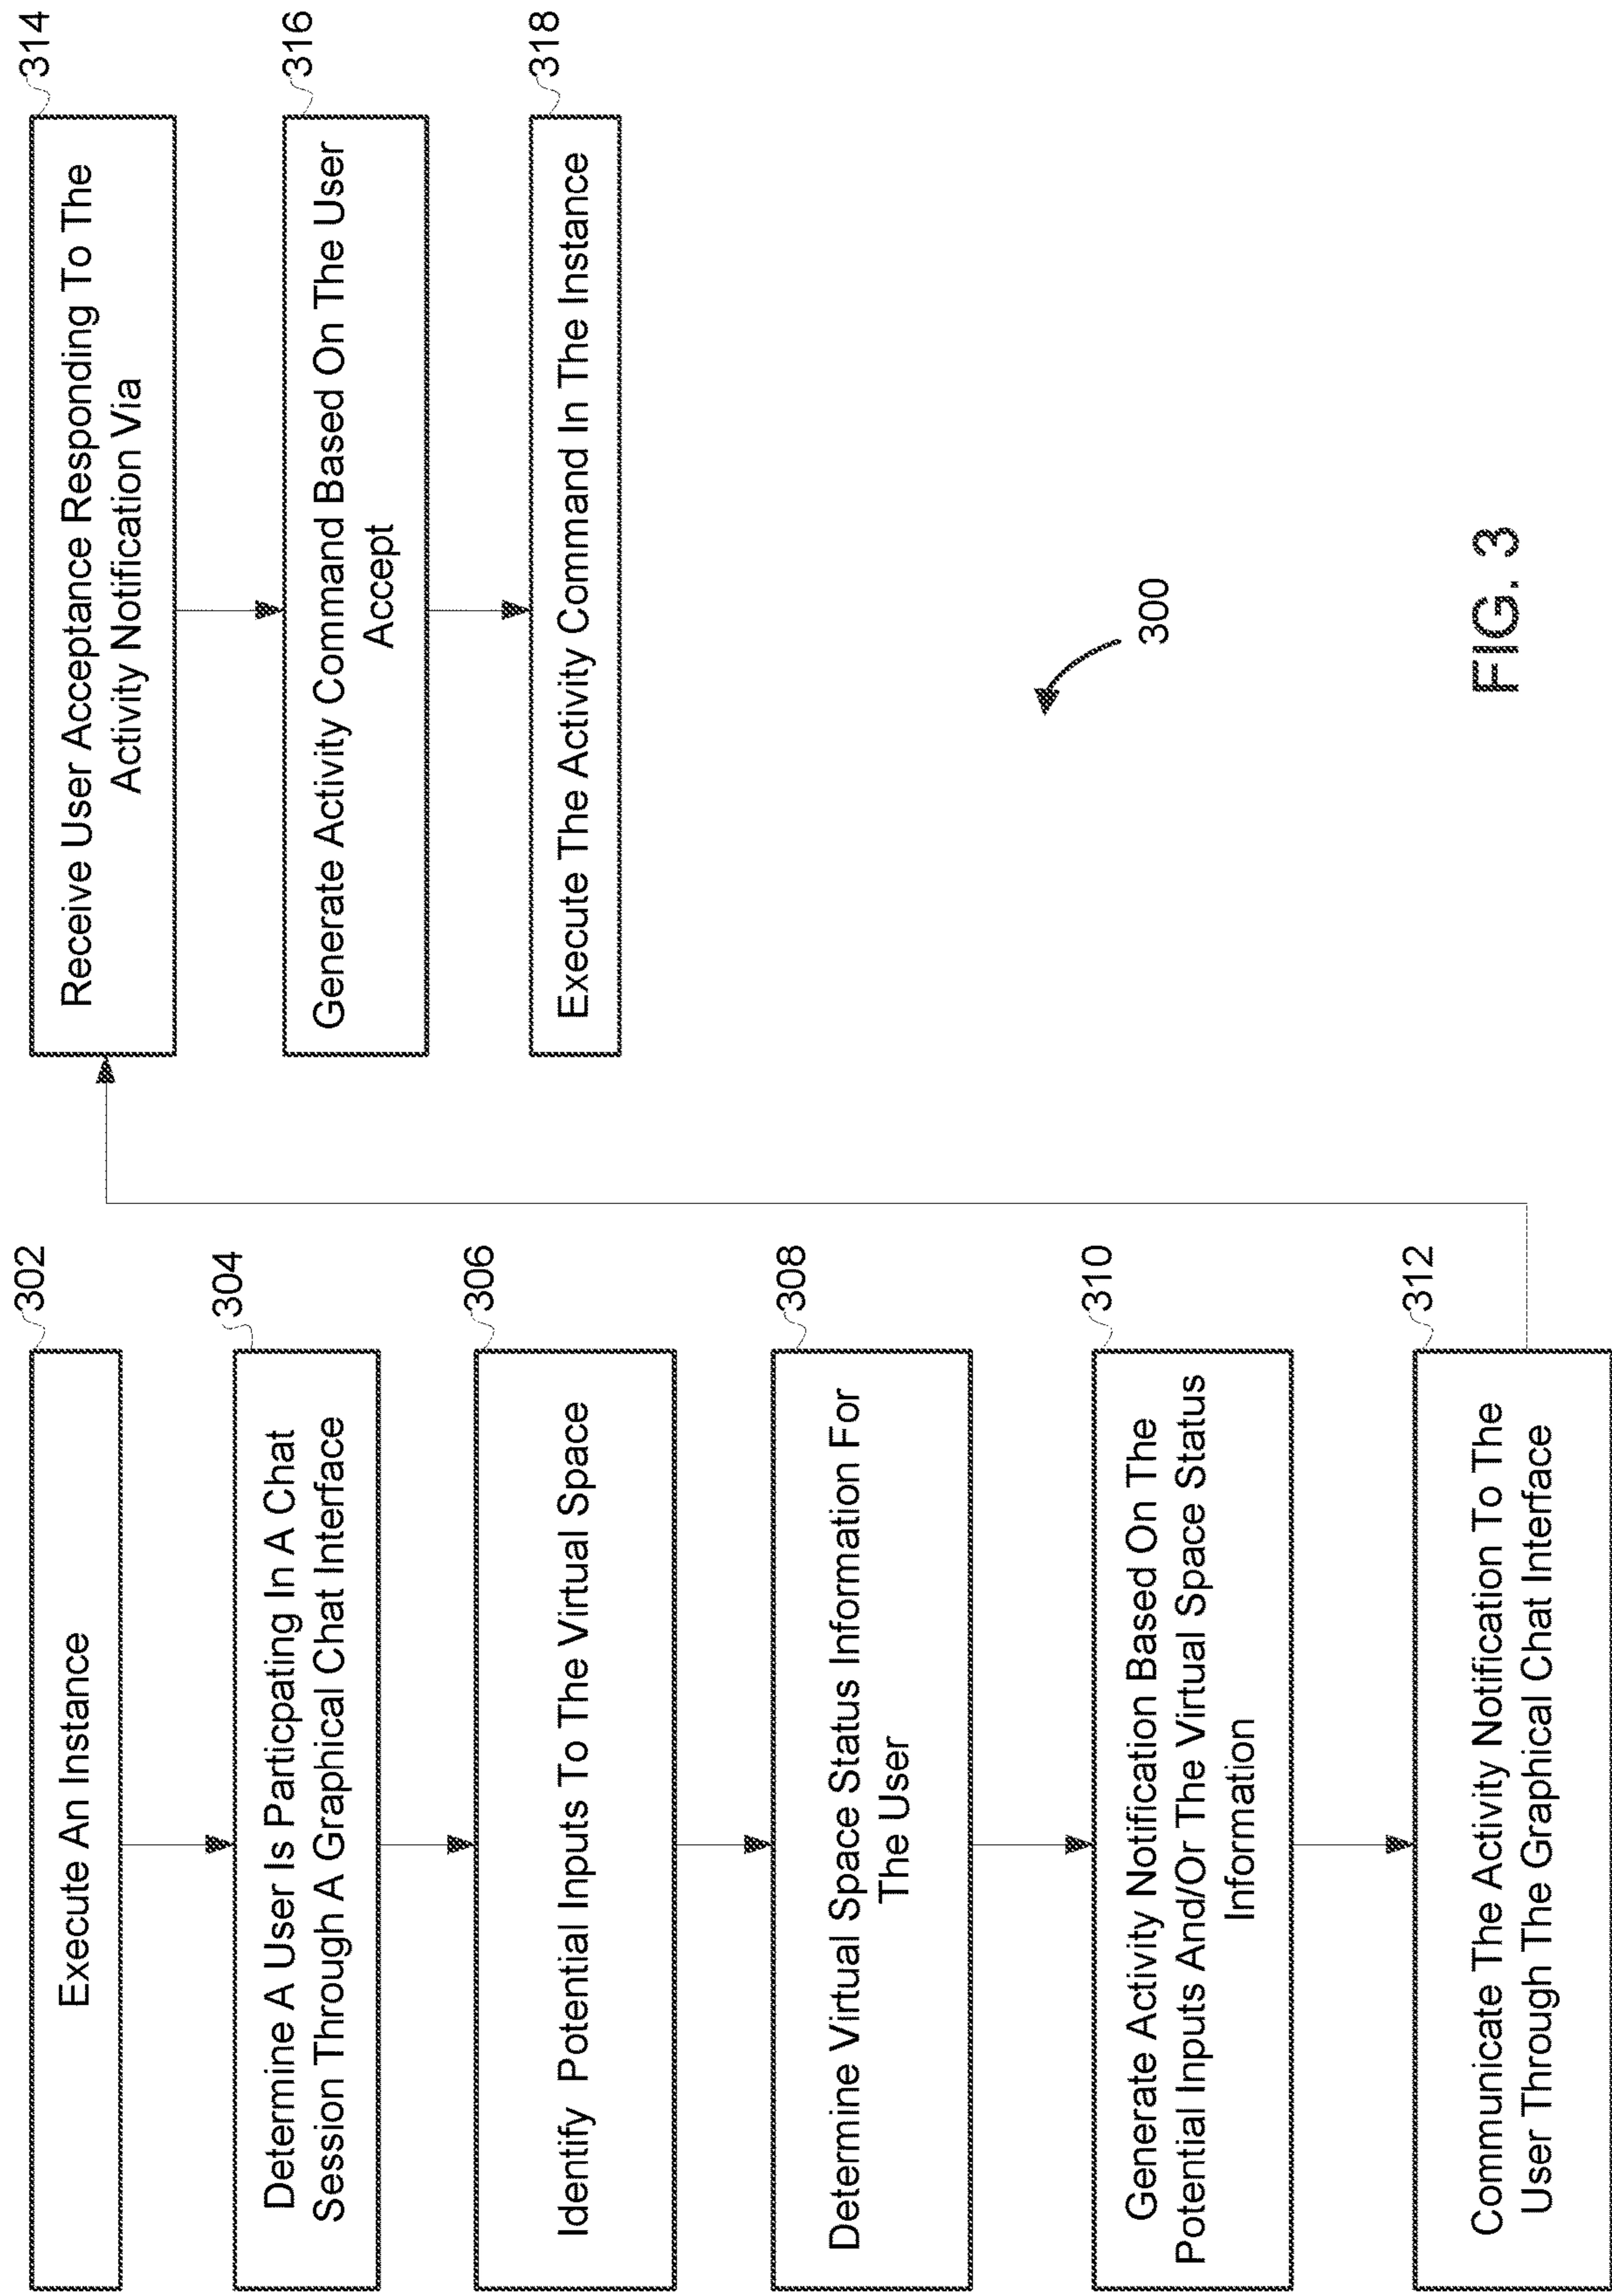 302
Execute An Instance
304
Determine A User Is Particpating In A Chat
Session Through A Graphical Chat Interface
306
Identify Potential Inputs To The Virtual Space
308
Determine Virtual Space Status Information For
The User
310
Generate Activity Notification Based On The
Potential Inputs And/Or The Virtual Space Status
Information
312
Communicate The Activity Notification To The
User Through The Graphical Chat Interface
314
Receive User Acceptance Responding To The
Activity Notification Via
316
Generate Activity Command Based On The User
Accept
318
Execute The Activity Command In The Instance
300
FIG. 3